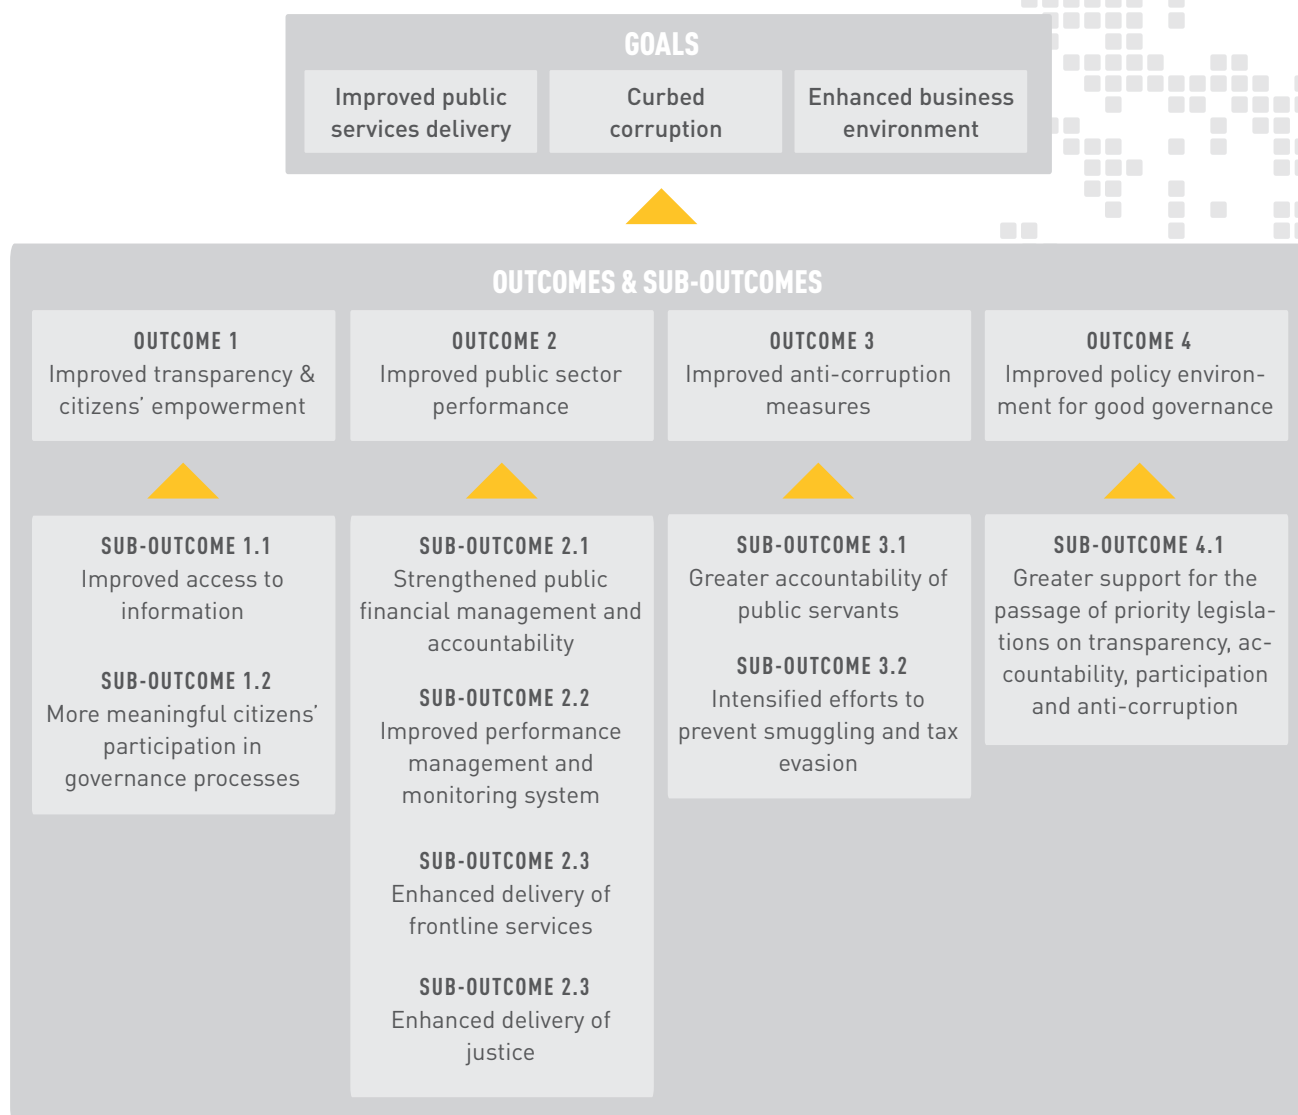 GOALS
Improved public
services delivery
Curbed
corruption
Enhanced business
environment
OUTCOMES & SUB-OUTCOMES
OUTCOME 1
Improved transparency &
citizens’ empowerment
OUTCOME 2
Improved public sector
performance
OUTCOME 3
Improved anti-corruption
measures
OUTCOME 4
Improved policy environ-
ment for good governance
SUB-OUTCOME 1.1
Improved access to
information
SUB-OUTCOME 1.2
More meaningful citizens’
participation in
governance processes
SUB-OUTCOME 2.1
Strengthened public
financial management and
accountability
SUB-OUTCOME 2.2
Improved performance
management and
monitoring system
SUB-OUTCOME 2.3
Enhanced delivery of
frontline services
SUB-OUTCOME 2.3
Enhanced delivery of
justice
SUB-OUTCOME 3.1
Greater accountability of
public servants
SUB-OUTCOME 3.2
Intensified efforts to
prevent smuggling and tax
evasion
SUB-OUTCOME 4.1
Greater support for the
passage of priority legisla-
tions on transparency, ac-
countability, participation
and anti-corruption